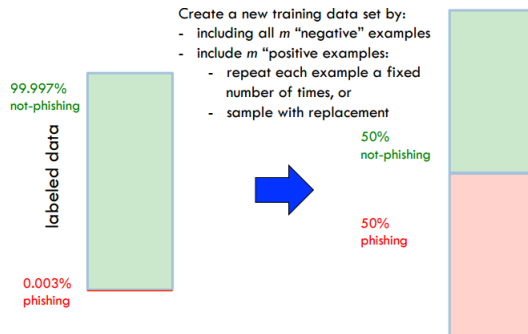 Create a new training data set by:
- including all m “negative” examples
- include m “positive examples:
- repeat each example a fixed
number of times, or
- sample with replacement
99.997%
not-phishing
labeled data
0.003%
phishing
50%
not-phishing
50%
phishing